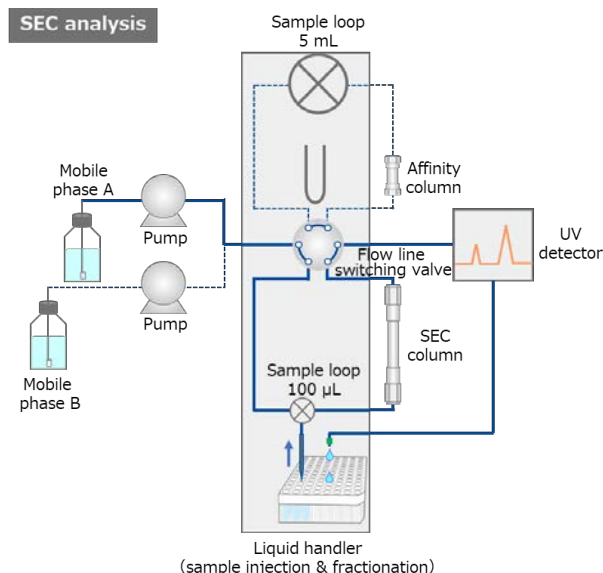 SEC analysis
Sample loop
5 mL
Mobile
phase A
Pump
Affinity
column
Flow line
switching valve
UV
detector
Pump
SEC
column
Mobile
phase B
Sample loop
100 µL
Liquid handler
(sample injection & fractionation)